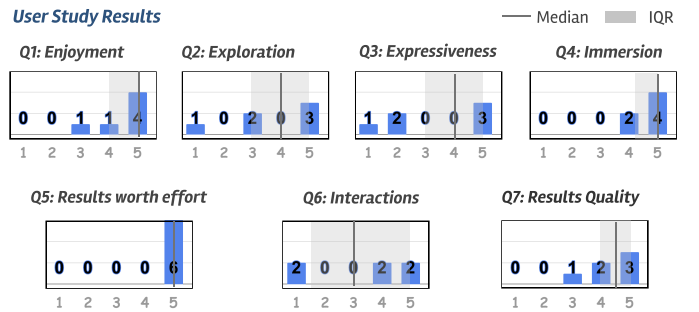 User Study Results
Median IQR
Q1: Enjoyment Q2: Exploration Q3: Expressiveness Q4: Immersion
0 0 1 1 4 1 0 2 0 3 1 2 0 0 3 0 0 0 2 4
1 2 3 4 5 1 2 3 4 5 1 2 3 4 5 1 2 3 4 5
Q5: Results worth effort Q6: Interactions Q7: Results Quality
0 0 0 0 6 2 0 0 2 2 0 0 1 2 3
1 2 3 4 5 1 2 3 4 5 1 2 3 4 5